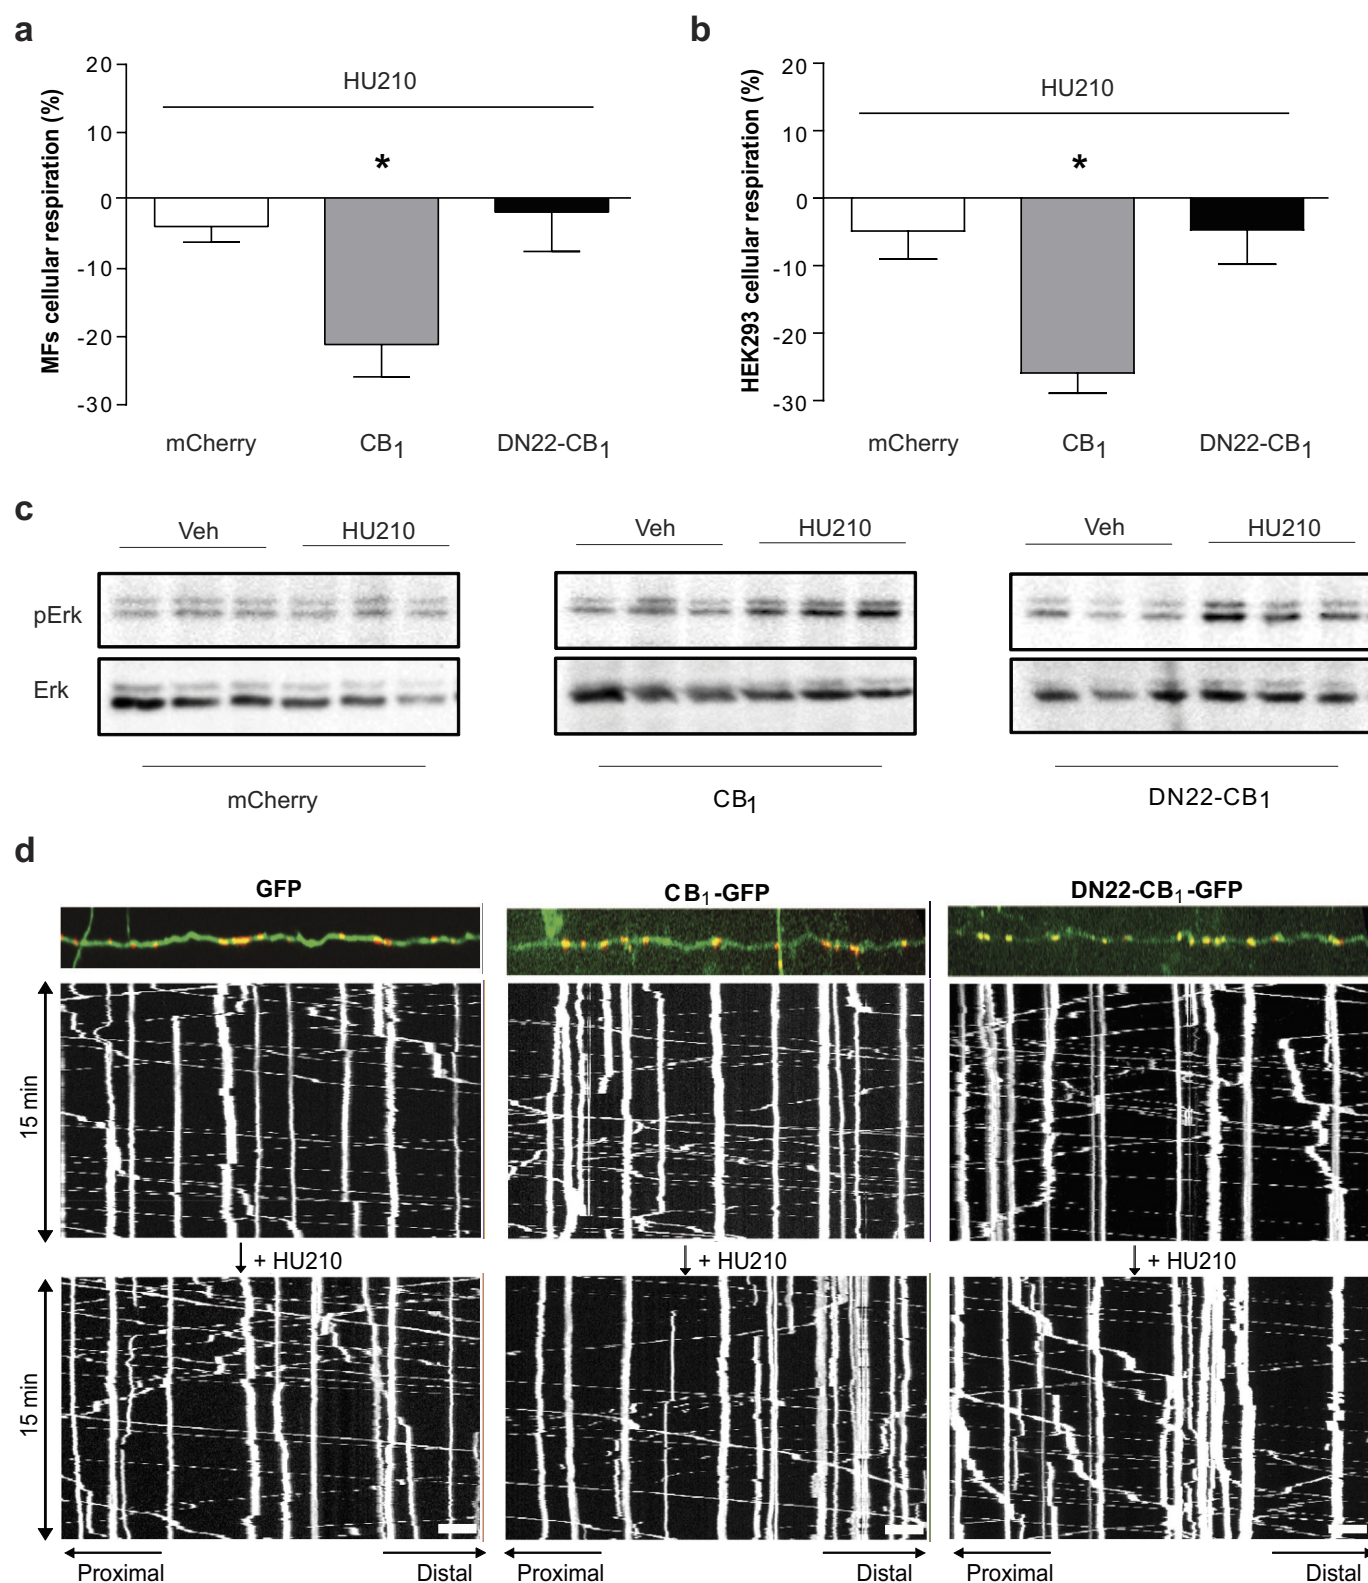 a
b
MFs cellular respiration (%)
20
10
0
-10
-20
-30
HU210
*
mCherry
CB1
DN22-CB1
HEK293 cellular respiration (%)
20
10
0
-10
-20
-30
HU210
*
mCherry
CB1
DN22-CB1
c
Veh
HU210
Veh
HU210
Veh
HU210
pErk
Erk
mCherry
CB1
DN22-CB1
d
GFP
CB1-GFP
DN22-CB1-GFP
15 min
+ HU210
+ HU210
+ HU210
15 min
Proximal
Distal
Proximal
Distal
Proximal
Distal